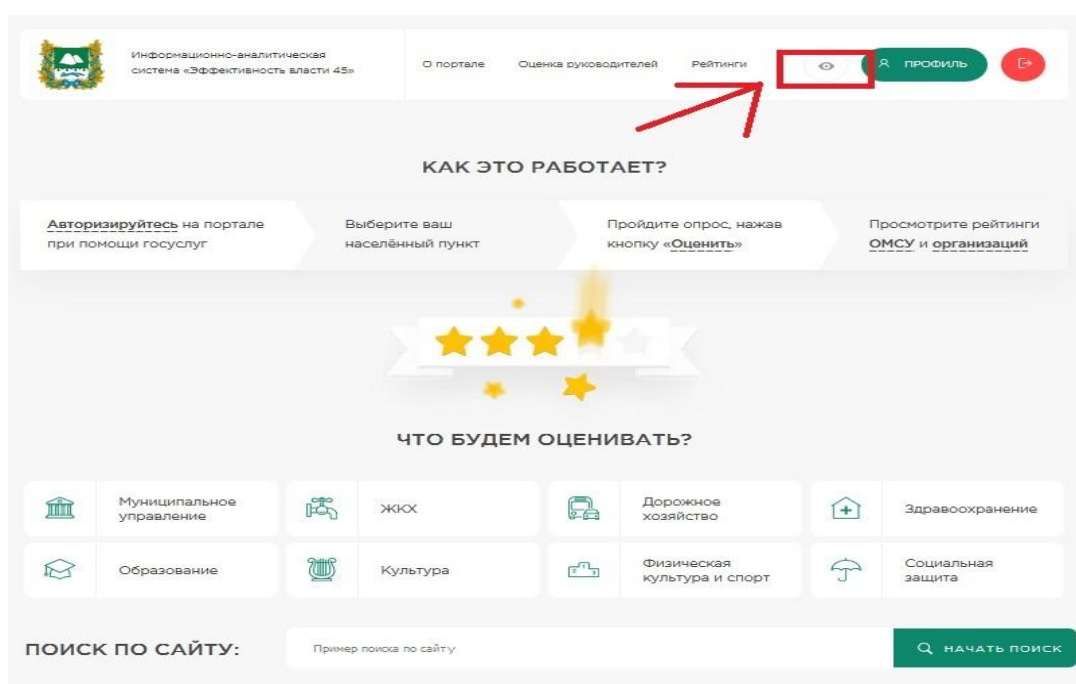 Информационно-аналитическая
система «Эффективность власти 45»
О портале
Оценка руководителей
Рейтинги
ПРОФИЛЬ
КАК ЭТО РАБОТАЕТ?
Авторизируйтесь на портале
при помощи госуслуг
Выберите ваш
населённый пункт
Пройдите опрос, нажав
кнопку «Оценить»
Просмотрите рейтинги
ОМСУ и организаций
ЧТО БУДЕМ ОЦЕНИВАТЬ?
Муниципальное
управление
ЖКХ
Дорожное
хозяйство
Здравоохранение
Образование
Культура
Физическая
культура и спорт
Социальная
защита
ПОИСК ПО САЙТУ:
Пример поиска по сайту
НАЧАТЬ ПОИСК